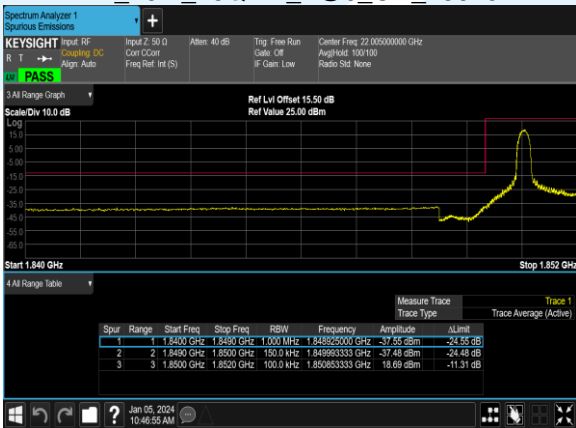 Spectrum Analyzer 1
Spurious Emissions
KEYSIGHT Input: RF Input Z: 50 Ω Atten: 40 dB Trig: Free Run Center Freq: 22.005000000 GHz
R T Coupling: DC Corr CCorr Gate: Off Avg|Hold: 100/100
Align: Auto Freq Ref: Int (S) IF Gain: Low Radio Std: None
LW PASS
3 All Range Graph
Ref Lvl Offset 15.50 dB
Scale/Div 10.0 dB Ref Value 25.00 dBm
Log
15.0
5.00
-5.00
-15.0
-25.0
-35.0
-45.0
-55.0
-65.0
Start 1.840 GHz Stop 1.852 GHz
4 All Range Table
Measure Trace Trace 1
Trace Type Trace Average (Active)
Spur Range Start Freq Stop Freq RBW Frequency Amplitude ΔLimit
1 1 1.8400 GHz 1.8490 GHz 1.000 MHz 1.848925000 GHz -37.55 dBm -24.55 dB
2 2 1.8490 GHz 1.8500 GHz 150.0 kHz 1.849993333 GHz -37.48 dBm -24.48 dB
3 3 1.8500 GHz 1.8520 GHz 100.0 kHz 1.850853333 GHz 18.69 dBm -11.31 dB
Jan 05, 2024
10:46:55 AM